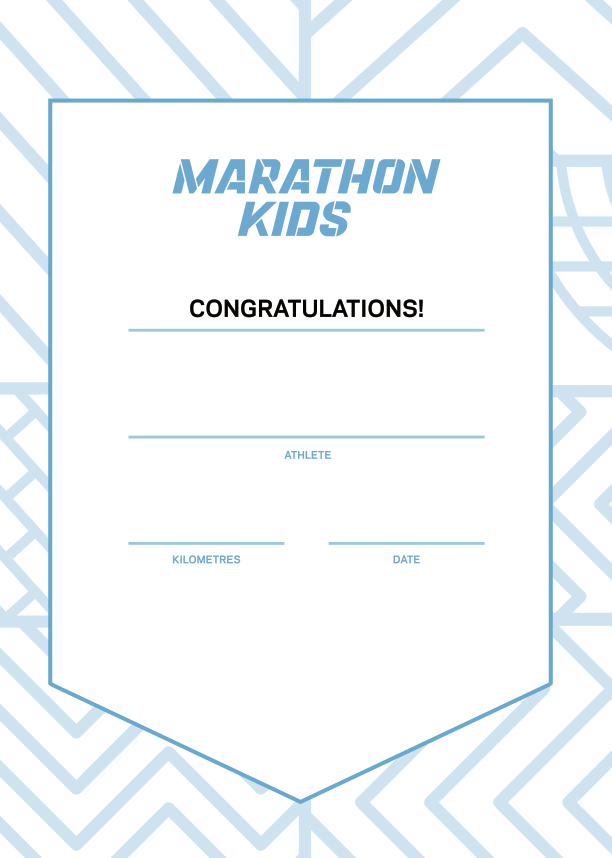 MARATHON
KIDS
CONGRATULATIONS!
ATHLETE
KILOMETRES
DATE